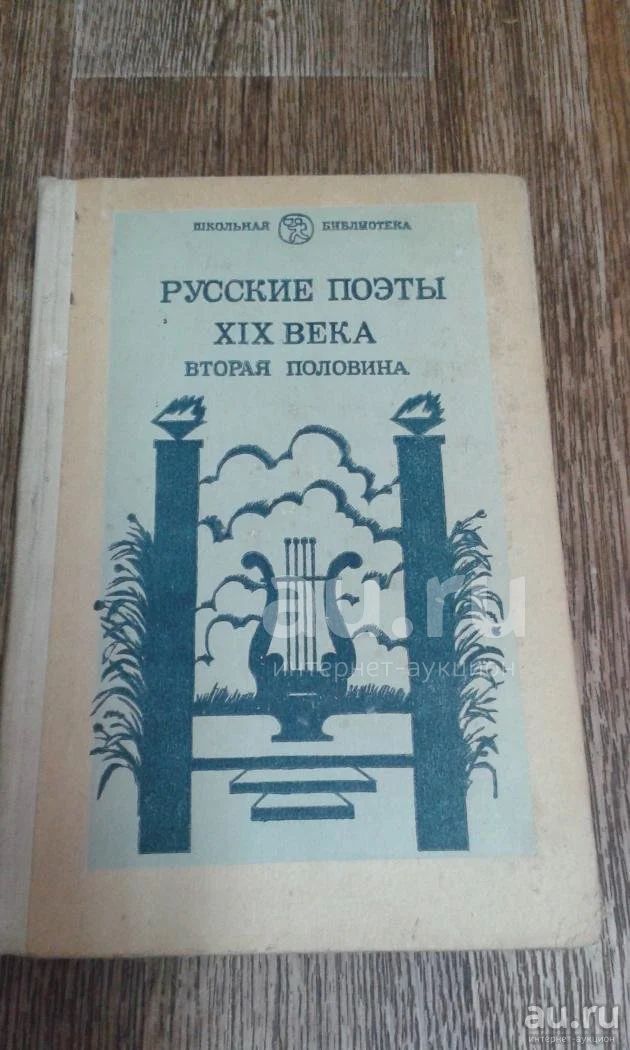 ШКОЛЬНАЯ БИБЛИОТЕКА
РУССКИЕ ПОЭТЫ
XIX ВЕКА
ВТОРАЯ ПОЛОВИНА
au.ru
интернет-аукцион
au.ru
интернет-аукцион